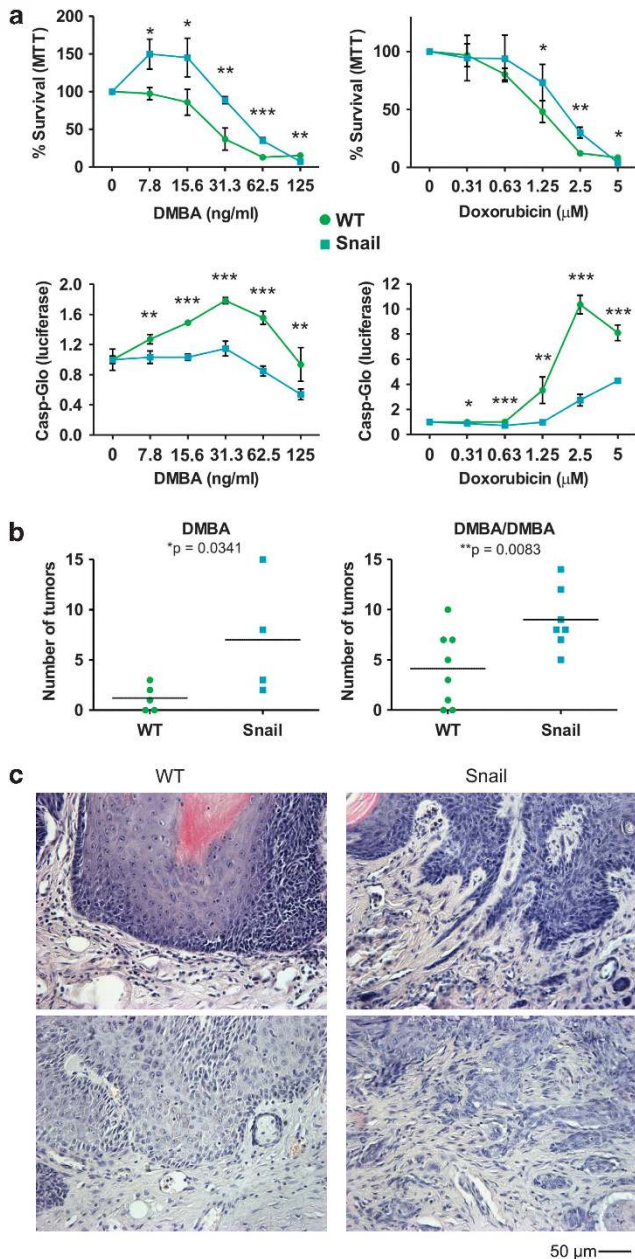 a
% Survival (MTT)
200
150
100
50
0
* * ** *** **
0 7.8 15.6 31.3 62.5 125
DMBA (ng/ml)
% Survival (MTT)
100
50
0
* ** *
0 0.31 0.63 1.25 2.5 5
Doxorubicin (μM)
WT
Snail
Casp-Glo (luciferase)
2.0
1.6
1.2
0.8
0.4
0.0
** *** *** *** **
0 7.8 15.6 31.3 62.5 125
DMBA (ng/ml)
Casp-Glo (luciferase)
12
10
8
6
4
2
0
* *** ** *** ***
0 0.31 0.63 1.25 2.5 5
Doxorubicin (μM)
b
DMBA
*p = 0.0341
Number of tumors
15
10
5
0
WT Snail
DMBA/DMBA
**p = 0.0083
Number of tumors
15
10
5
0
WT Snail
c
WT Snail
50 μm